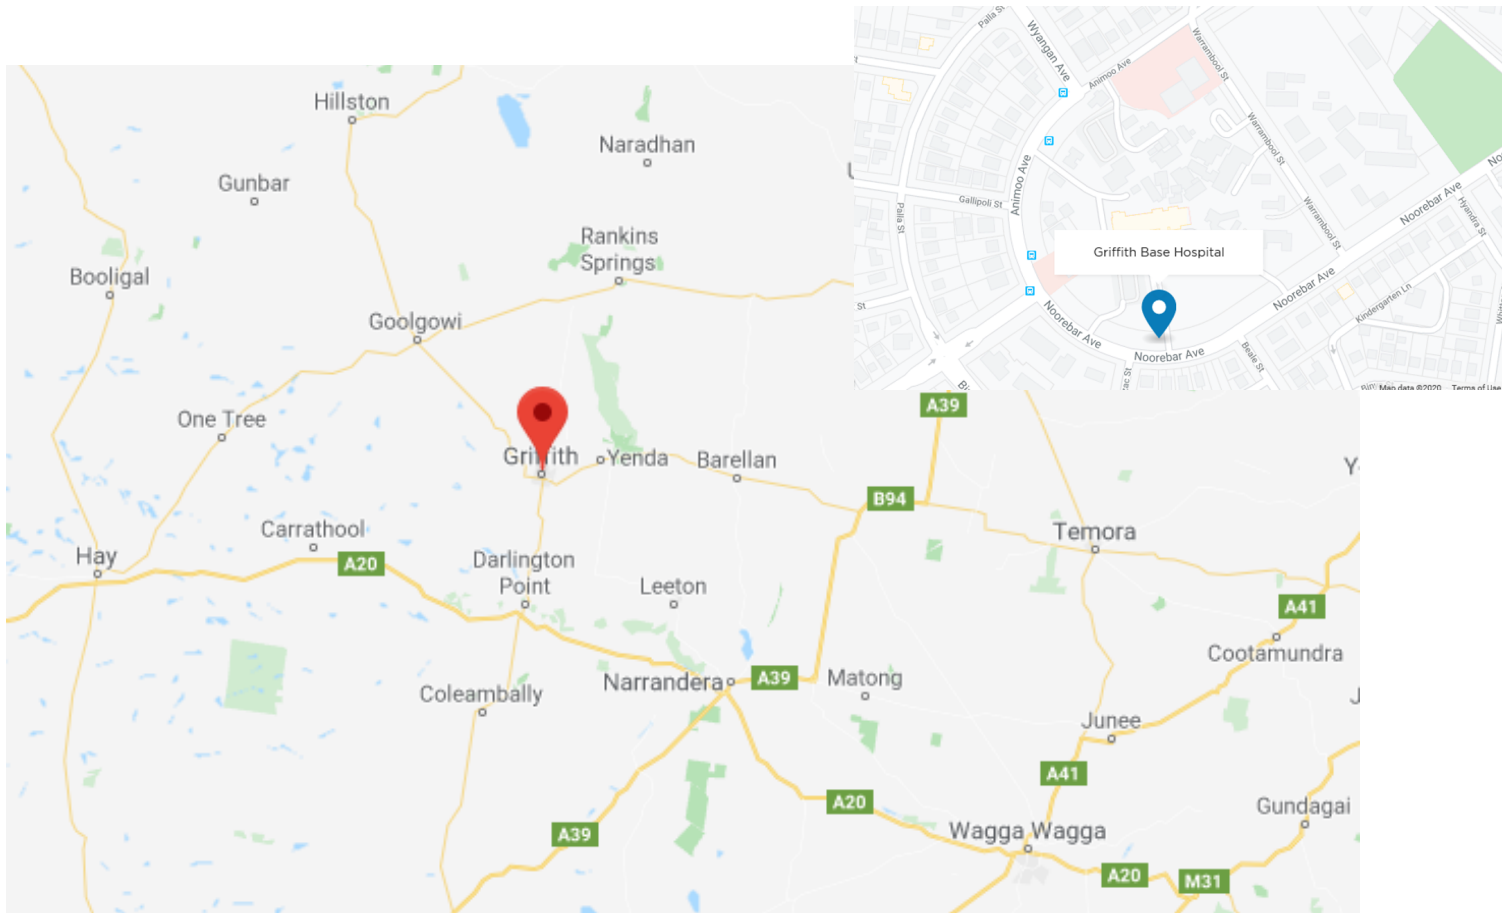 Palla St
Wyangan Ave
Animoo Ave
Warrambool St
Hillston
Naradhan
Gunbar
Gallipoli St
Animoo Ave
Warrambool St
Palla St
Warrambool St
Noorebar Ave
Hyandra St
Griffith Base Hospital
Rankins
Springs
Booligal
Noorebar Ave
Kindergarten Ln
St
Goolgowi
Noorebar Ave
Noorebar Ave
Beale St
Map data ©2020
Terms of Use
A39
One Tree
Griffith
Yenda
Barellan
B94
Carrathool
Temora
Hay
A20
Darlington
Point
Leeton
A41
Cootamundra
Narrandera
A39
Matong
Coleambally
Junee
A41
A20
Gundagai
A39
Wagga Wagga
A20
M31